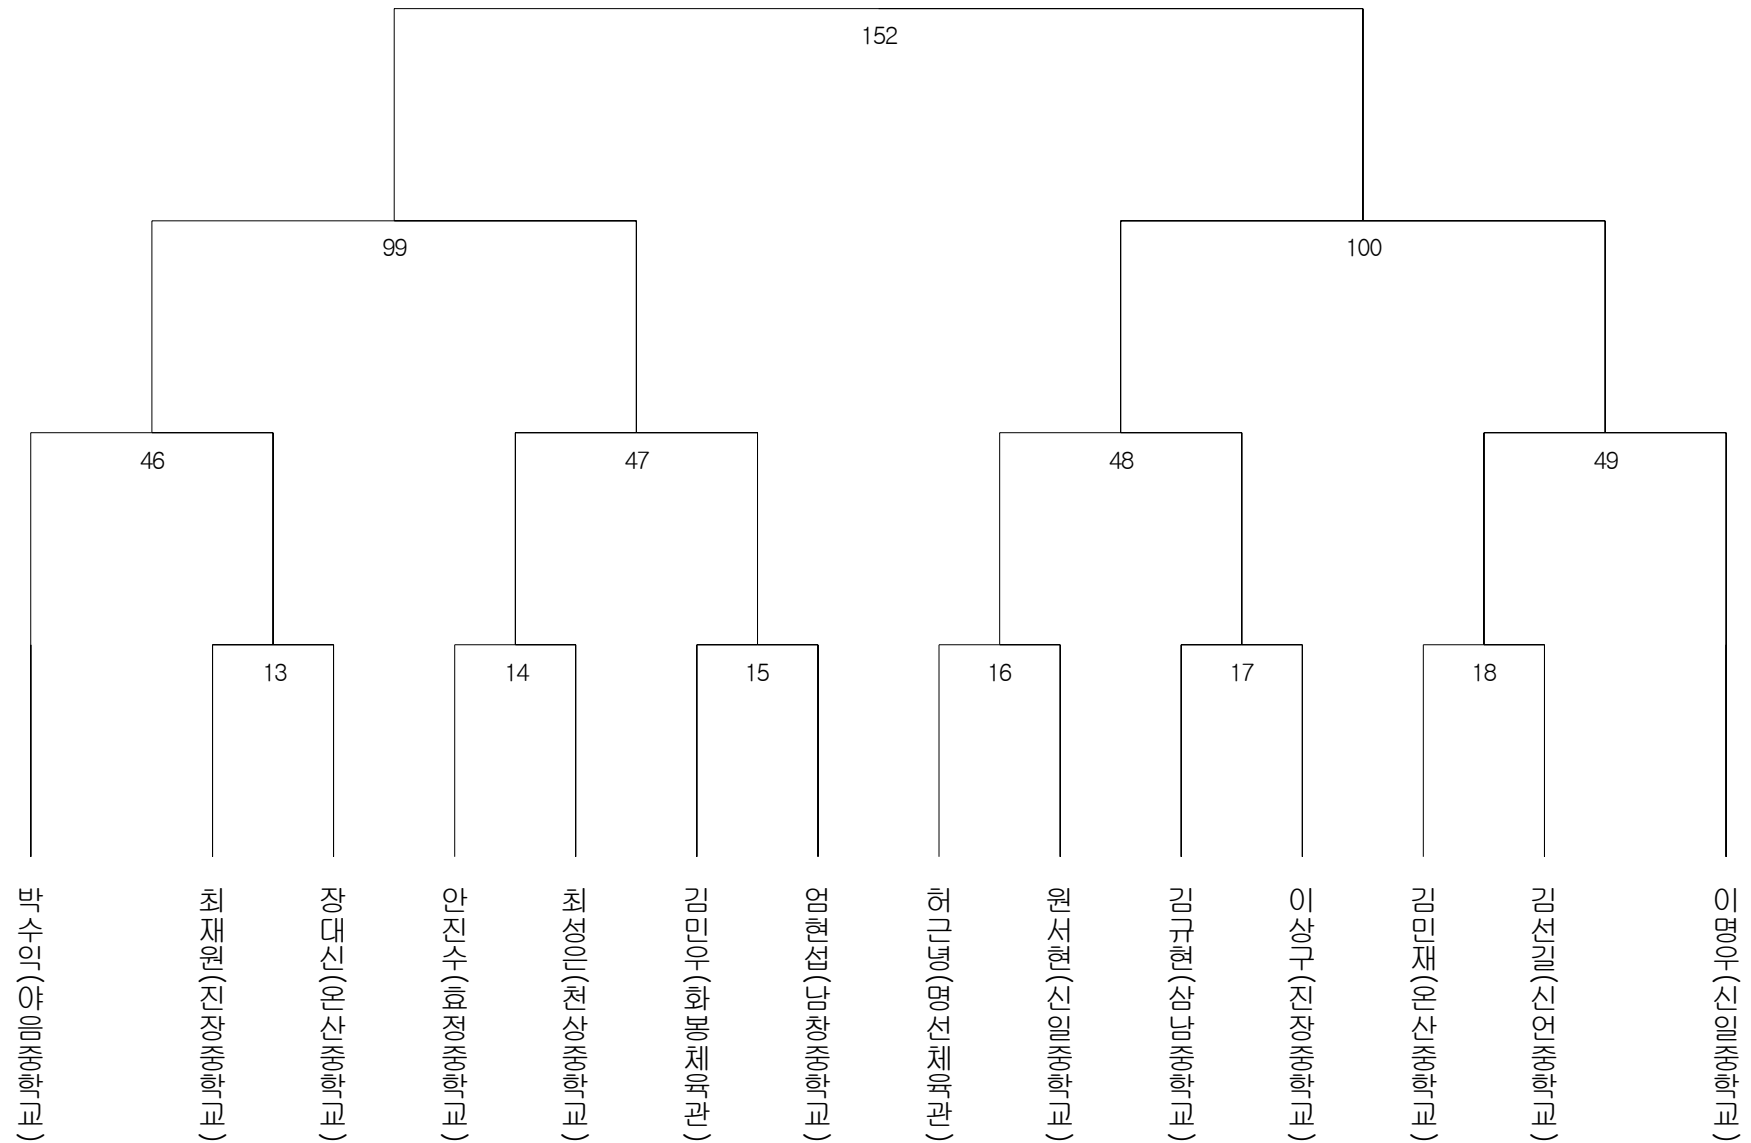 152
99
100
46
47
48
49
13
14
15
16
17
18
박수익(야음중학교)
최재원(진장중학교)
장대신(온산중학교)
안진수(효정중학교)
최성은(천상중학교)
김민우(화봉체육관)
엄현섭(남창중학교)
허근녕(명선체육관)
원서현(신일중학교)
김규현(삼남중학교)
이상구(진장중학교)
김민재(온산중학교)
김선길(신언중학교)
이명우(신일중학교)